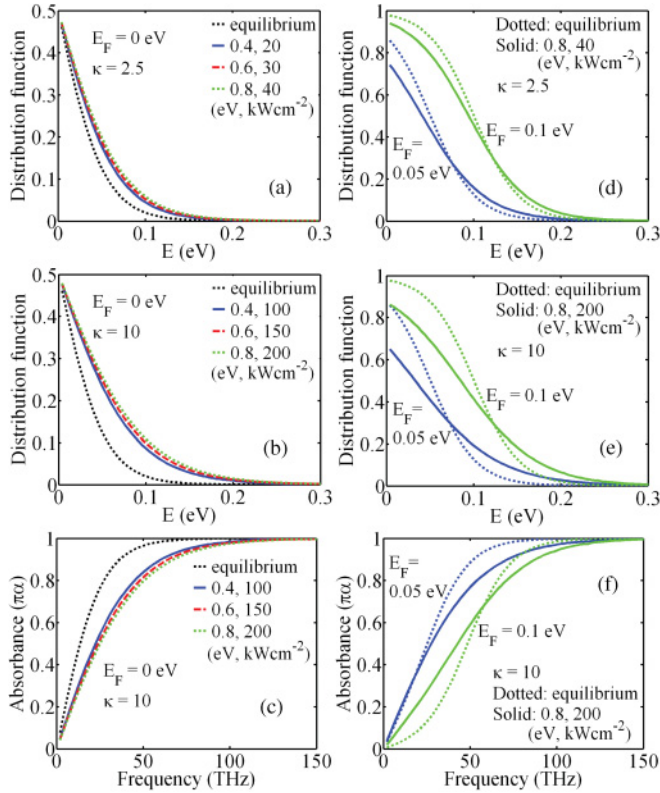 (a)
E_F = 0 eV
κ = 2.5
equilibrium
0.4, 20
0.6, 30
0.8, 40
(eV, kWcm⁻²)
Distribution function
0.5
0.4
0.3
0.2
0.1
0
0
0.1
0.2
0.3
E (eV)
(d)
Dotted: equilibrium
Solid: 0.8, 40
(eV, kWcm⁻²)
κ = 2.5
E_F = 0.1 eV
E_F=
0.05 eV
Distribution function
1
0.8
0.6
0.4
0.2
0
0
0.1
0.2
0.3
E (eV)
(b)
E_F = 0 eV
κ = 10
equilibrium
0.4, 100
0.6, 150
0.8, 200
(eV, kWcm⁻²)
Distribution function
0.5
0.4
0.3
0.2
0.1
0
0
0.1
0.2
0.3
E (eV)
(e)
Dotted: equilibrium
Solid: 0.8, 200
(eV, kWcm⁻²)
κ = 10
E_F = 0.1 eV
E_F=
0.05 eV
Distribution function
1
0.8
0.6
0.4
0.2
0
0
0.1
0.2
0.3
E (eV)
(c)
equilibrium
0.4, 100
0.6, 150
0.8, 200
(eV, kWcm⁻²)
E_F = 0 eV
κ = 10
Absorbance (πα)
1
0.8
0.6
0.4
0.2
0
0
50
100
150
Frequency (THz)
(f)
E_F=
0.05 eV
E_F = 0.1 eV
κ = 10
Dotted: equilibrium
Solid: 0.8, 200
(eV, kWcm⁻²)
Absorbance (πα)
1
0.8
0.6
0.4
0.2
0
0
50
100
150
Frequency (THz)